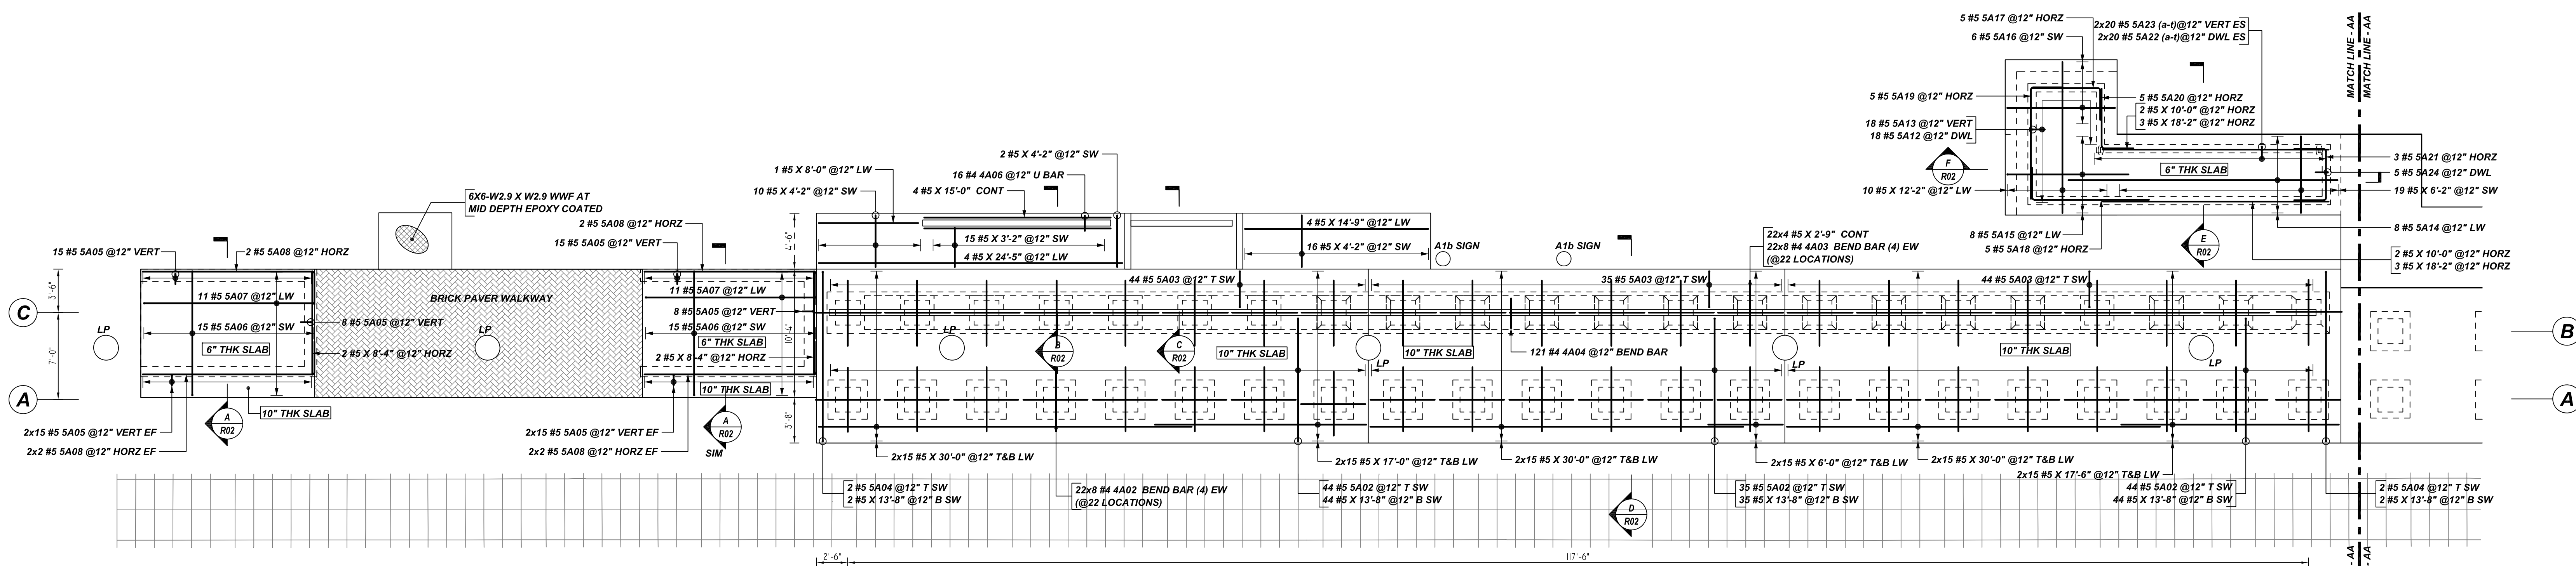 5 #5 5A17 @12" HORZ
6 #5 5A16 @12" SW
2x20 #5 5A23 (a-t)@12" VERT ES
2x20 #5 5A22 (a-t)@12" DWL ES
MATCH LINE - AA
MATCH LINE - AA
5 #5 5A19 @12" HORZ
5 #5 5A20 @12" HORZ
2 #5 X 10'-0" @12" HORZ
3 #5 X 18'-2" @12" HORZ
18 #5 5A13 @12" VERT
18 #5 5A12 @12" DWL
F
R02
6" THK SLAB
3 #5 5A21 @12" HORZ
5 #5 5A24 @12" DWL
19 #5 6'-2" @12" SW
10 #5 X 12'-2" @12" LW
8 #5 5A15 @12" LW
5 #5 5A18 @12" HORZ
E
R02
8 #5 5A14 @12" LW
2 #5 X 10'-0" @12" HORZ
3 #5 X 18'-2" @12" HORZ
2 #5 X 4'-2" @12" SW
1 #5 X 8'-0" @12" LW
16 #4 4A06 @12" U BAR
10 #5 X 4'-2" @12" SW
4 #5 X 15'-0" CONT
6X6-W2.9 X W2.9 WWF AT
MID DEPTH EPOXY COATED
2 #5 5A08 @12" HORZ
15 #5 5A05 @12" VERT
15 #5 5A05 @12" VERT
2 #5 5A08 @12" HORZ
4'-6"
15 #5 X 3'-2" @12" SW
4 #5 X 24'-5" @12" LW
4 #5 X 14'-9" @12" LW
16 #5 X 4'-2" @12" SW
A1b SIGN
A1b SIGN
22x4 #5 X 2'-9" CONT
22x8 #4 4A03 BEND BAR (4) EW
(@22 LOCATIONS)
3'-6"
11 #5 5A07 @12" LW
BRICK PAVER WALKWAY
11 #5 5A07 @12" LW
44 #5 5A03 @12" T SW
35 #5 5A03 @12" T SW
44 #5 5A03 @12" T SW
C
15 #5 5A06 @12" SW
8 #5 5A05 @12" VERT
8 #5 5A05 @12" VERT
15 #5 5A06 @12" SW
10'-4"
B
LP
LP
LP
7'-0"
6" THK SLAB
2 #5 X 8'-4" @12" HORZ
6" THK SLAB
2 #5 X 8'-4" @12" HORZ
B
R02
C
R02
10" THK SLAB
10" THK SLAB
121 #4 4A04 @12" BEND BAR
10" THK SLAB
LP
LP
LP
A
10" THK SLAB
A
10" THK SLAB
A
R02
A
R02
SIM
3'-8"
2x15 #5 5A05 @12" VERT EF
2x2 #5 5A08 @12" HORZ EF
2x15 #5 5A05 @12" VERT EF
2x2 #5 5A08 @12" HORZ EF
2x15 #5 X 30'-0" @12" T&B LW
2x15 #5 X 17'-0" @12" T&B LW
2x15 #5 X 30'-0" @12" T&B LW
2x15 #5 X 6'-0" @12" T&B LW
2x15 #5 X 30'-0" @12" T&B LW
2x15 #5 X 17'-6" @12" T&B LW
2 #5 5A04 @12" T SW
2 #5 X 13'-8" @12" B SW
22x8 #4 4A02 BEND BAR (4) EW
(@22 LOCATIONS)
44 #5 5A02 @12" T SW
44 #5 X 13'-8" @12" B SW
D
R02
35 #5 5A02 @12" T SW
35 #5 X 13'-8" @12" B SW
44 #5 5A02 @12" T SW
44 #5 X 13'-8" @12" B SW
2 #5 5A04 @12" T SW
2 #5 X 13'-8" @12" B SW
2'-6"
117'-6"
- AA
- AA